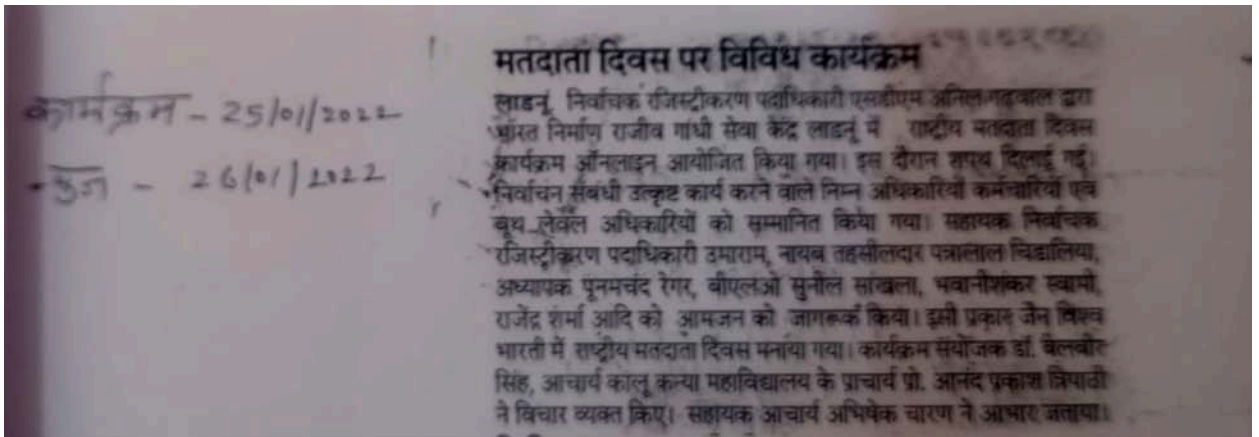 कार्यक्रम - 25/01/2022
- 26/01/2022
मतदाता दिवस पर विविध कार्यक्रम
लाडनूं निर्वाचक रजिस्ट्रीकरण पदाधिकारी एसडीएम अनिल गढ़वाल द्वारा
भारत निर्माण राजीव गांधी सेवा केंद्र लाडनूं में राष्ट्रीय मतदाता दिवस
कार्यक्रम ऑनलाइन आयोजित किया गया। इस दौरान शपथ दिलाई गई।
निर्वाचन संबंधी उत्कृष्ट कार्य करने वाले निम्न अधिकारियों कर्मचारियों एवं
बूथ लेवल अधिकारियों को सम्मानित किया गया। सहायक निर्वाचक
रजिस्ट्रीकरण पदाधिकारी उमाराम, नायब तहसीलदार पन्नालाल चिडालिया,
अध्यापक पूनमचंद रेगर, बीएलओ सुनील सांखला, भवानीशंकर स्वामी,
राजेंद्र शर्मा आदि को आमजन को जागरूक किया। इसी प्रकार जैन विश्व
भारती में राष्ट्रीय मतदाता दिवस मनाया गया। कार्यक्रम संयोजक डॉ. बलबीर
सिंह, आचार्य कालू कन्या महाविद्यालय के प्राचार्य प्रो. आनंद प्रकाश त्रिपाठी
ने विचार व्यक्त किए। सहायक आचार्य अभिषेक चारण ने आभार जताया।